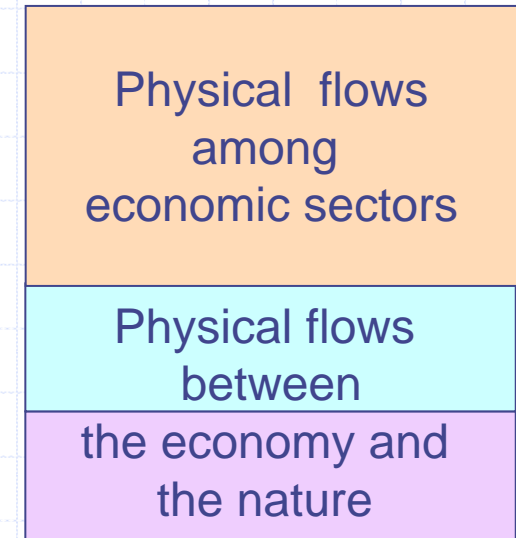 Physical flows
among
economic sectors
Physical flows
between
the economy and
the nature